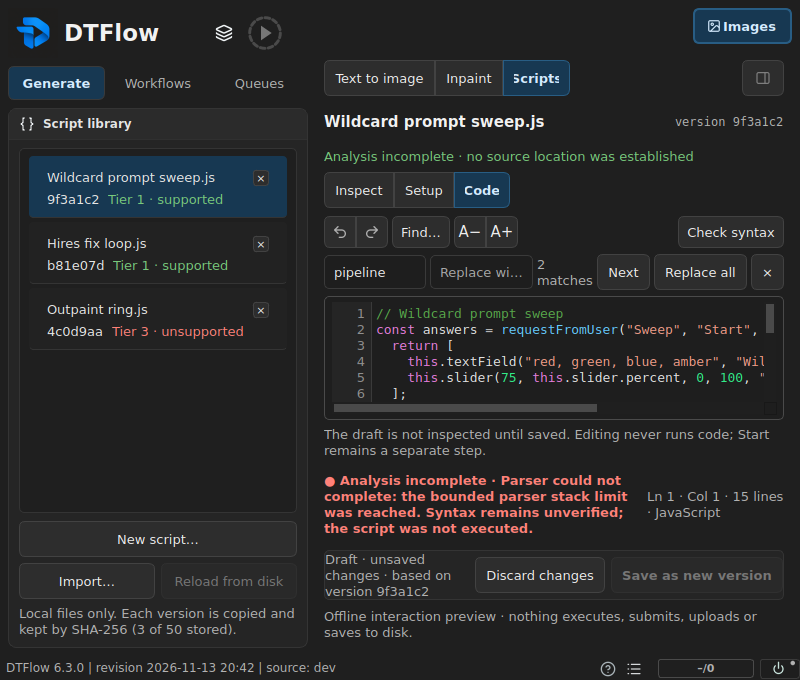 DTFlow
Images
Generate
Workflows
Queues
Text to image
Inpaint
Scripts
{ } Script library
Wildcard prompt sweep.js
9f3a1c2 Tier 1 · supported
Hires fix loop.js
b81e07d Tier 1 · supported
Outpaint ring.js
4c0d9aa Tier 3 · unsupported
New script…
Import…
Reload from disk
Local files only. Each version is copied and
kept by SHA-256 (3 of 50 stored).
Wildcard prompt sweep.js
version 9f3a1c2
Analysis incomplete · no source location was established
Inspect
Setup
Code
Find…
A−
A+
Check syntax
pipeline
Replace wi…
2
matches
Next
Replace all
×
1 // Wildcard prompt sweep
2 const answers = requestFromUser("Sweep", "Start",
3 return [
4 this.textField("red, green, blue, amber", "Wil
5 this.slider(75, this.slider.percent, 0, 100, "
6 ];
The draft is not inspected until saved. Editing never runs code; Start
remains a separate step.
● Analysis incomplete · Parser could not
complete: the bounded parser stack limit
was reached. Syntax remains unverified;
the script was not executed.
Ln 1 · Col 1 · 15 lines
· JavaScript
Draft · unsaved
changes · based on
version 9f3a1c2
Discard changes
Save as new version
Offline interaction preview · nothing executes, submits, uploads or
saves to disk.
DTFlow 6.3.0 | revision 2026-11-13 20:42 | source: dev
–/0